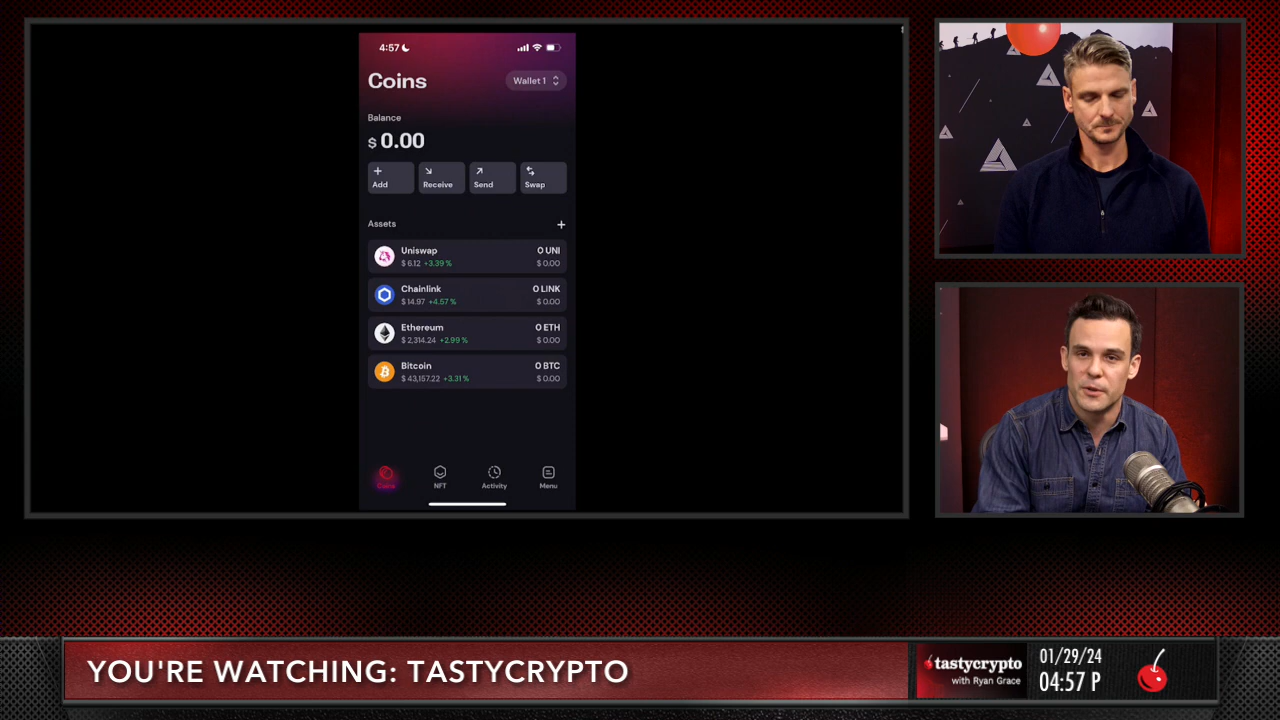 4:57
Coins
Wallet 1
Balance
$ 0.00
Add
Receive
Send
Swap
Assets
+
Uniswap
0 UNI
$ 6.12 +3.39 %
$ 0.00
Chainlink
0 LINK
$ 14.97 +4.57 %
$ 0.00
Ethereum
0 ETH
$ 2,314.24 +2.99 %
$ 0.00
Bitcoin
0 BTC
$ 43,157.22 +3.31 %
$ 0.00
Coins
NFT
Activity
Menu
YOU'RE WATCHING: TASTYCRYPTO
tastycrypto
with Ryan Grace
01/29/24
04:57 P